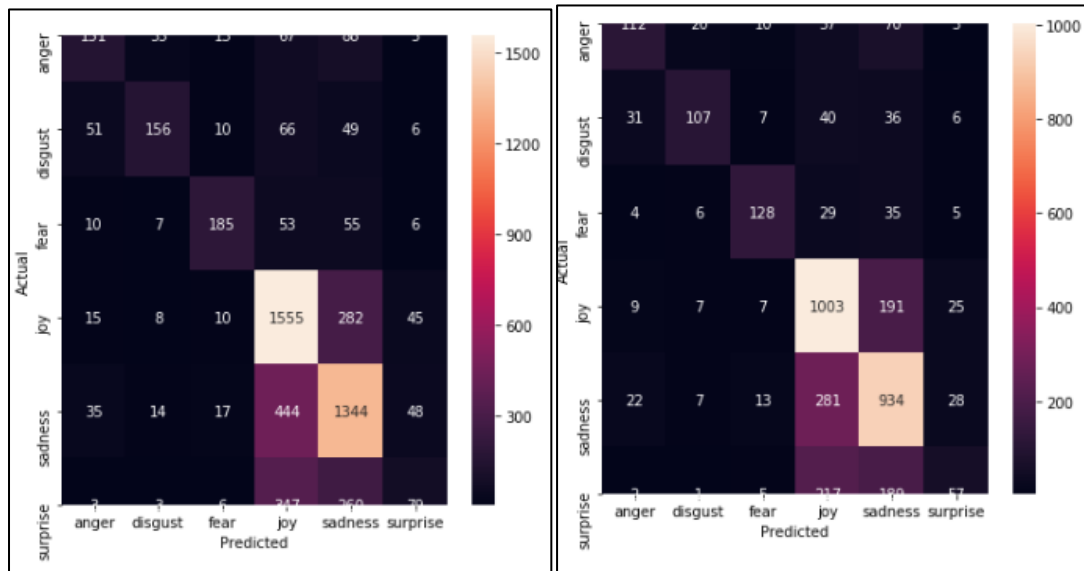 anger
67
1500
disgust
51 156 10 66 49 6
1200
fear
10 7 185 53 55 6
900
Actual
joy
15 8 10 1555 282 45
600
sadness
35 14 17 444 1344 48
300
surprise
anger disgust fear joy sadness surprise
Predicted
anger
112
1000
disgust
31 107 7 40 36 6
800
fear
4 6 128 29 35 5
600
Actual
joy
9 7 7 1003 191 25
400
sadness
22 7 13 281 934 28
200
surprise
217 57
anger disgust fear joy sadness surprise
Predicted